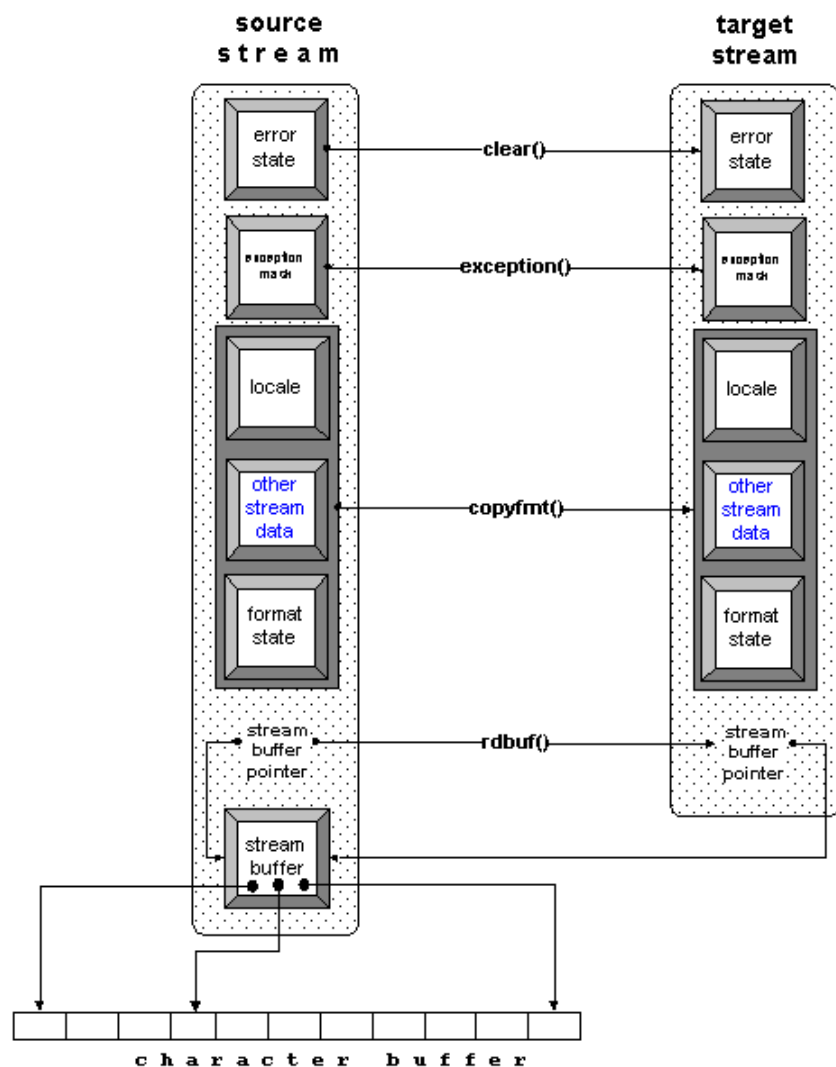 source
stream
target
stream
error
state
clear()
error
state
exception
mask
exception()
exception
mask
locale
locale
other
stream
data
copyfmt()
other
stream
data
format
state
format
state
stream
buffer
pointer
rdbuf()
stream
buffer
pointer
stream
buffer
character buffer